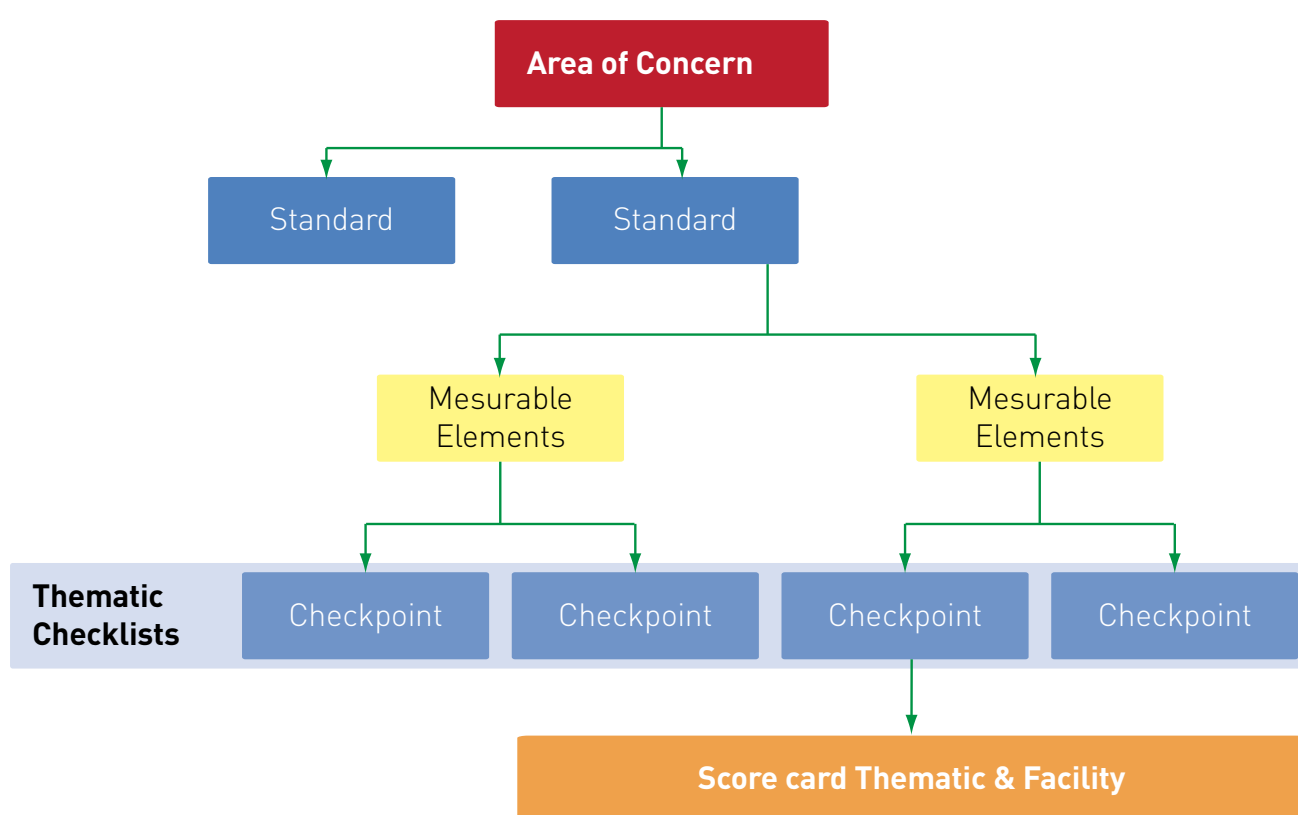 Area of Concern
Standard
Standard
Mesurable
Elements
Mesurable
Elements
Thematic
Checklists
Checkpoint
Checkpoint
Checkpoint
Checkpoint
Score card Thematic & Facility